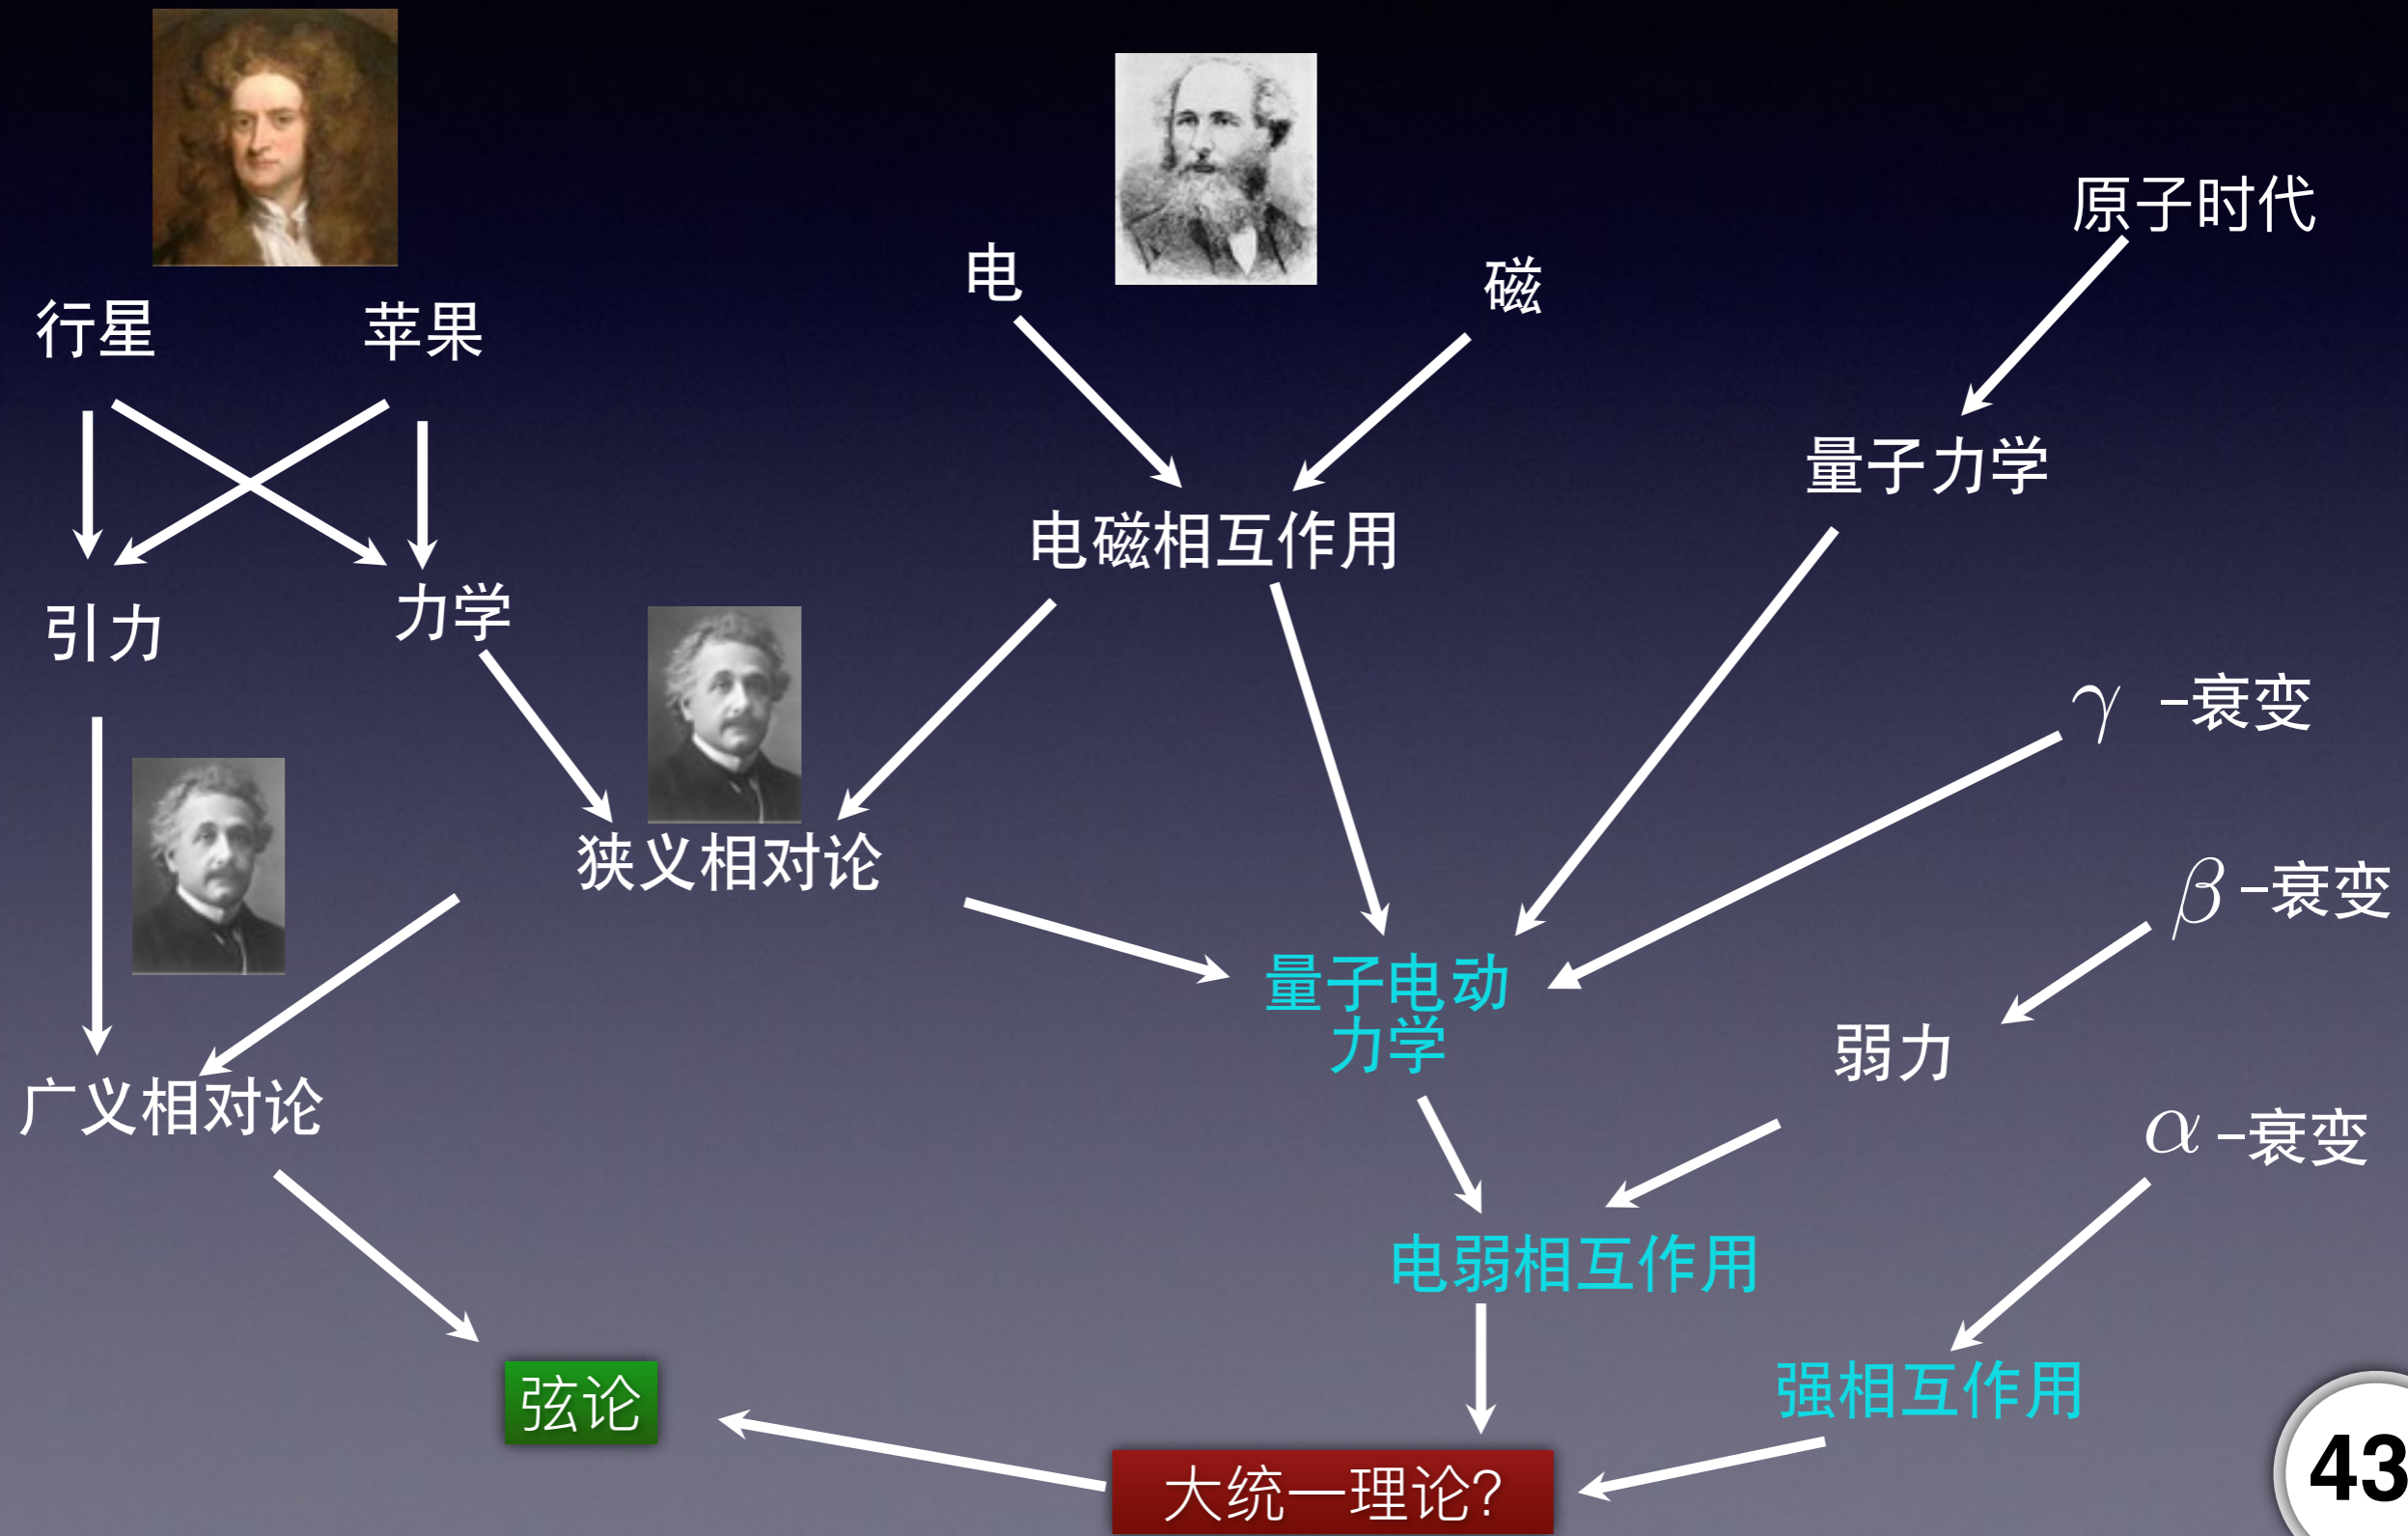 原子时代
电
磁
行星
苹果
量子力学
电磁相互作用
引力
力学
γ -衰变
狭义相对论
β -衰变
量子电动
力学
弱力
广义相对论
α -衰变
电弱相互作用
弦论
强相互作用
大统一理论?
43